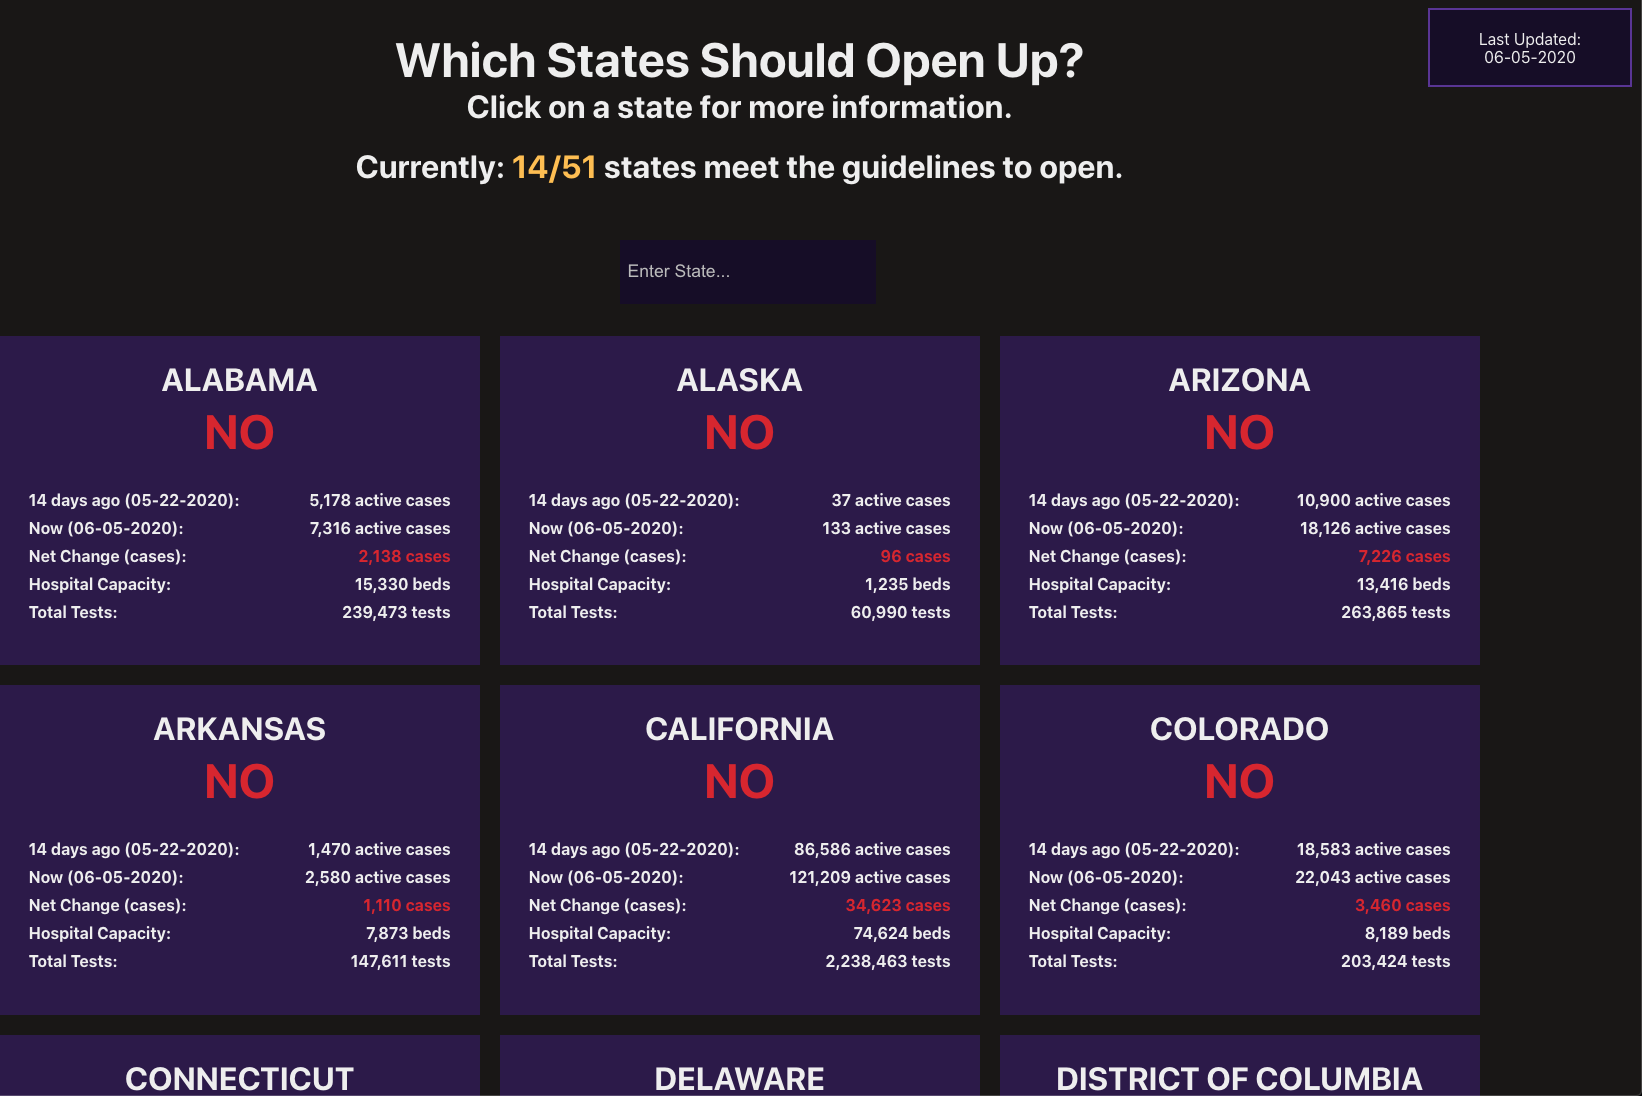 Last Updated:
06-05-2020
Which States Should Open Up?
Click on a state for more information.
Currently: 14/51 states meet the guidelines to open.
Enter State...
ALABAMA
NO
14 days ago (05-22-2020): 5,178 active cases
Now (06-05-2020): 7,316 active cases
Net Change (cases): 2,138 cases
Hospital Capacity: 15,330 beds
Total Tests: 239,473 tests
ALASKA
NO
14 days ago (05-22-2020): 37 active cases
Now (06-05-2020): 133 active cases
Net Change (cases): 96 cases
Hospital Capacity: 1,235 beds
Total Tests: 60,990 tests
ARIZONA
NO
14 days ago (05-22-2020): 10,900 active cases
Now (06-05-2020): 18,126 active cases
Net Change (cases): 7,226 cases
Hospital Capacity: 13,416 beds
Total Tests: 263,865 tests
ARKANSAS
NO
14 days ago (05-22-2020): 1,470 active cases
Now (06-05-2020): 2,580 active cases
Net Change (cases): 1,110 cases
Hospital Capacity: 7,873 beds
Total Tests: 147,611 tests
CALIFORNIA
NO
14 days ago (05-22-2020): 86,586 active cases
Now (06-05-2020): 121,209 active cases
Net Change (cases): 34,623 cases
Hospital Capacity: 74,624 beds
Total Tests: 2,238,463 tests
COLORADO
NO
14 days ago (05-22-2020): 18,583 active cases
Now (06-05-2020): 22,043 active cases
Net Change (cases): 3,460 cases
Hospital Capacity: 8,189 beds
Total Tests: 203,424 tests
CONNECTICUT
DELAWARE
DISTRICT OF COLUMBIA